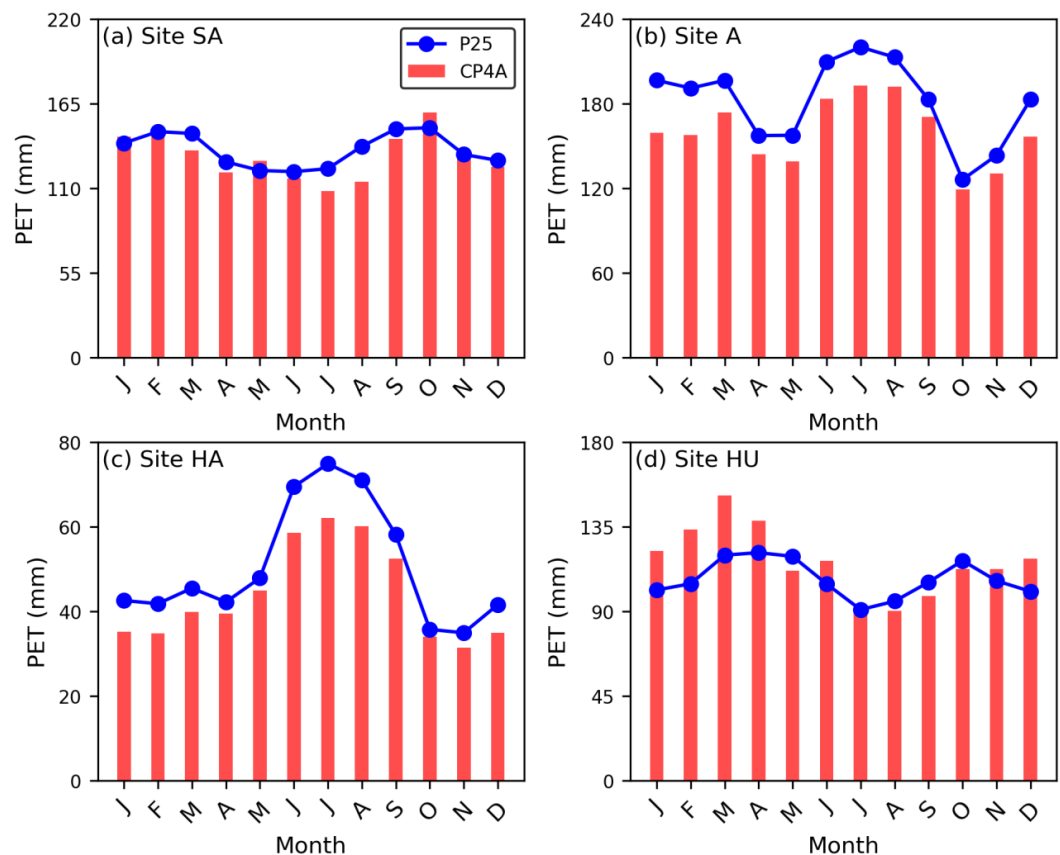 (a) Site SA
P25
CP4A
PET (mm)
220
165
110
55
0
J F M A M J J A S O N D
Month
(b) Site A
PET (mm)
240
180
120
60
0
J F M A M J J A S O N D
Month
(c) Site HA
PET (mm)
80
60
40
20
0
J F M A M J J A S O N D
Month
(d) Site HU
PET (mm)
180
135
90
45
0
J F M A M J J A S O N D
Month